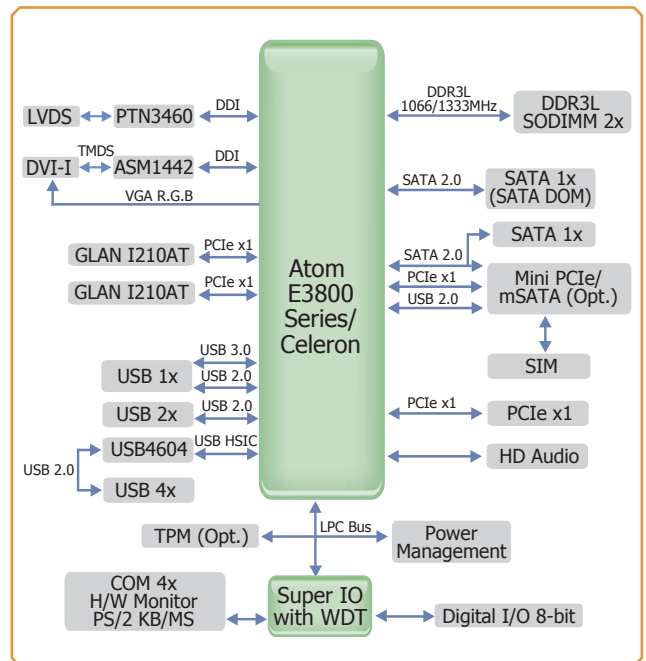 LVDS
PTN3460
DDI
DVI-I
TMDS
ASM1442
DDI
VGA R.G.B
GLAN I210AT
PCIe x1
GLAN I210AT
PCIe x1
USB 1x
USB 3.0
USB 2.0
USB 2x
USB 2.0
USB4604
USB HSIC
USB 2.0
USB 4x
Atom
E3800
Series/
Celeron
DDR3L
1066/1333MHz
DDR3L
SODIMM 2x
SATA 2.0
SATA 1x
(SATA DOM)
SATA 1x
SATA 2.0
PCIe x1
USB 2.0
Mini PCIe/
mSATA (Opt.)
SIM
PCIe x1
PCIe x1
HD Audio
TPM (Opt.)
LPC Bus
Power
Management
COM 4x
H/W Monitor
PS/2 KB/MS
Super IO
with WDT
Digital I/O 8-bit